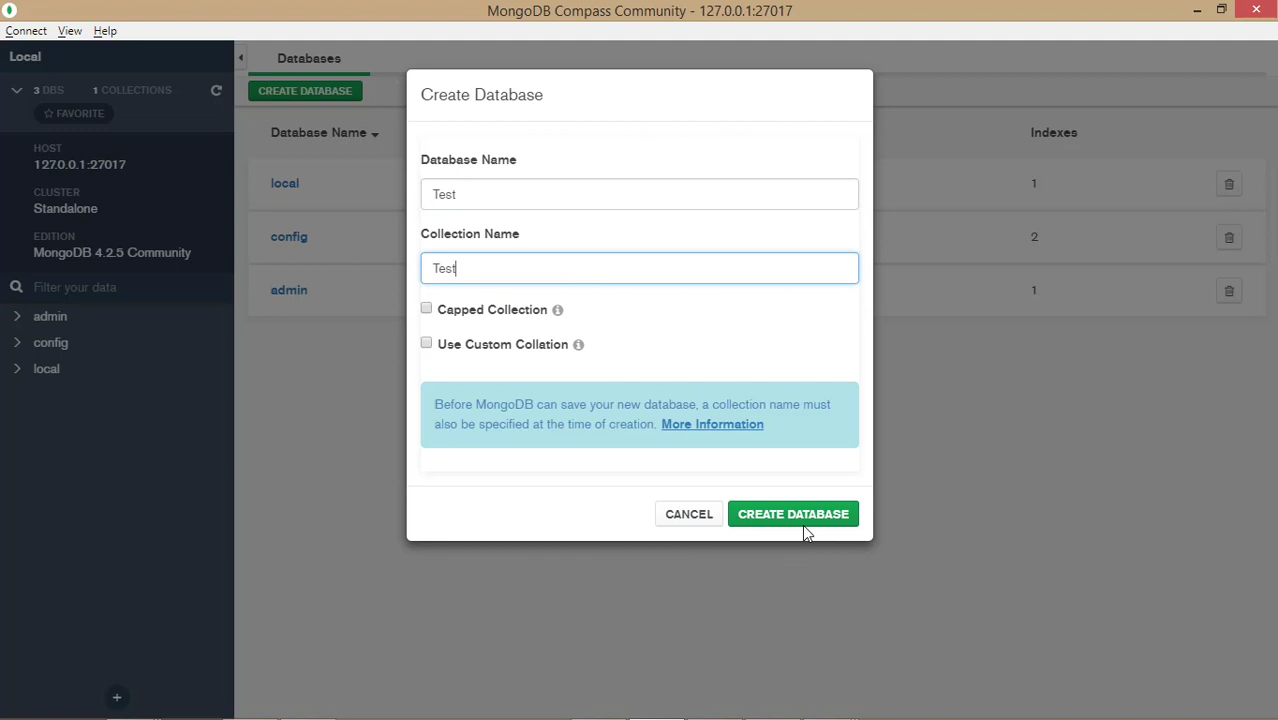 MongoDB Compass Community - 127.0.0.1:27017
Connect View Help
Local
3 DBS 1 COLLECTIONS
☆ FAVORITE
HOST
127.0.0.1:27017
CLUSTER
Standalone
EDITION
MongoDB 4.2.5 Community
Filter your data
admin
config
local
Databases
CREATE DATABASE
Database Name
Indexes
local
1
config
2
admin
1
Create Database
Database Name
Test
Collection Name
Test
Capped Collection
Use Custom Collation
Before MongoDB can save your new database, a collection name must
also be specified at the time of creation. More Information
CANCEL CREATE DATABASE